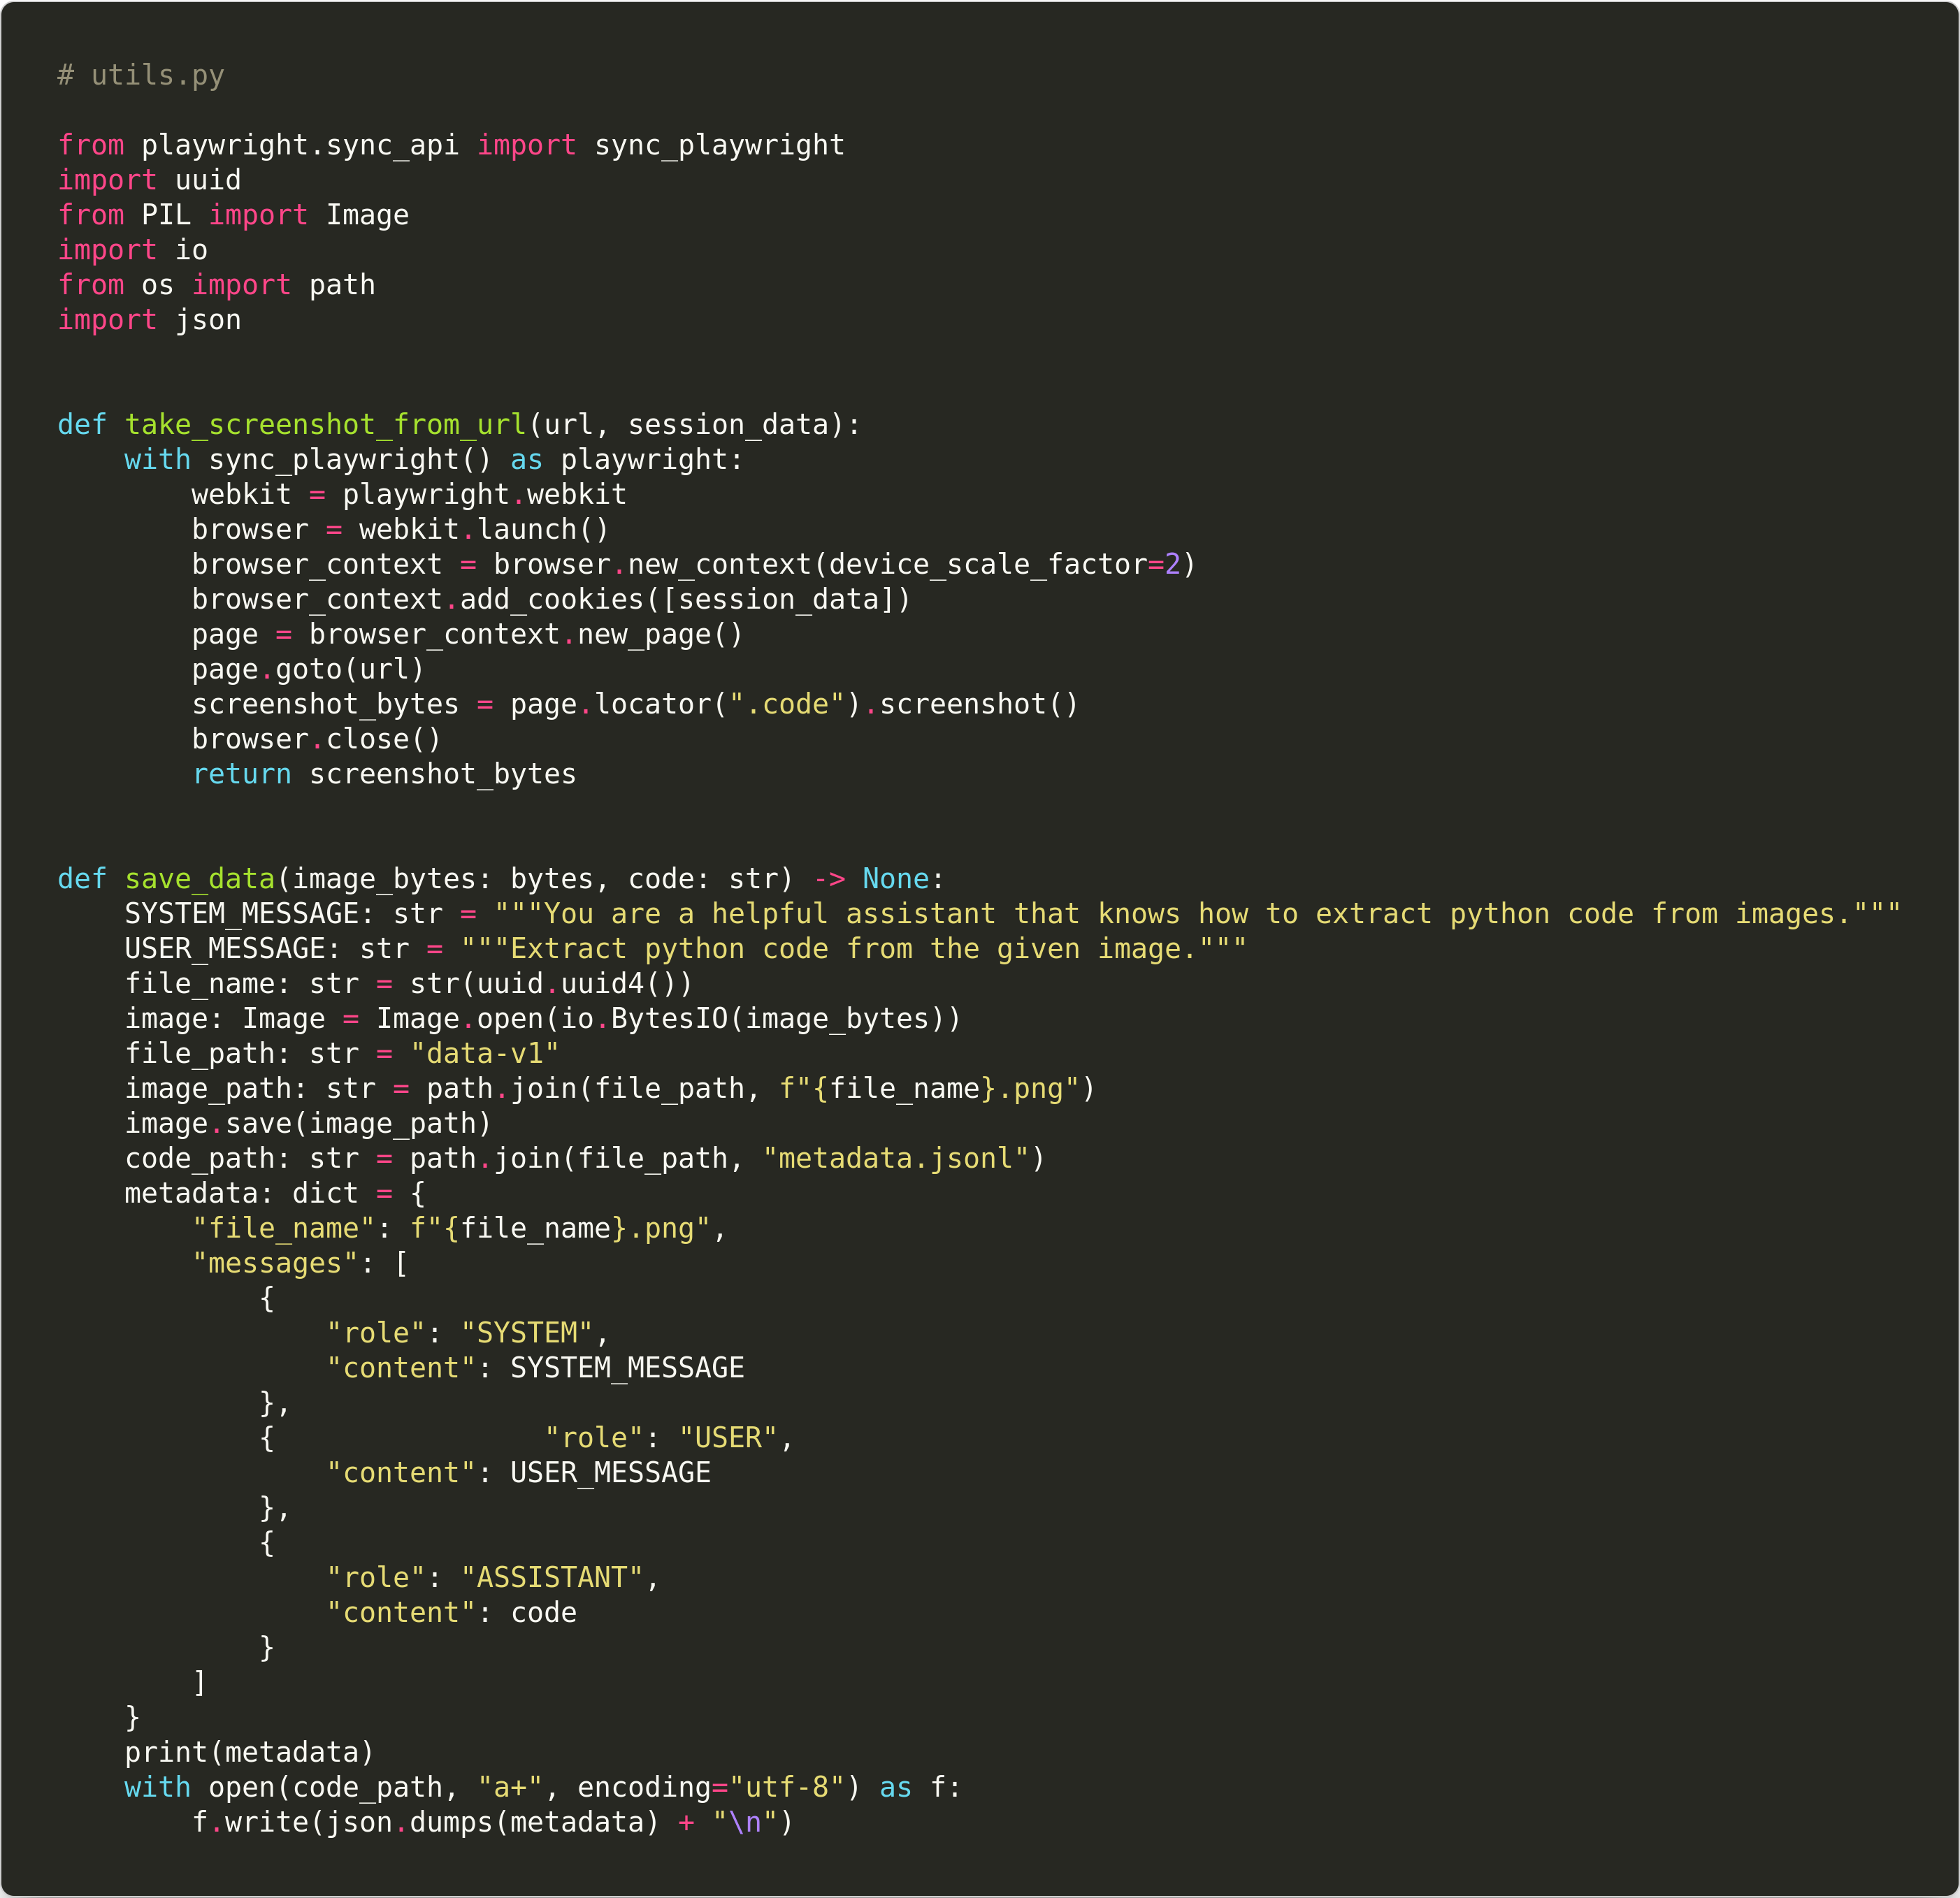 # utils.py

from playwright.sync_api import sync_playwright
import uuid
from PIL import Image
import io
from os import path
import json


def take_screenshot_from_url(url, session_data):
    with sync_playwright() as playwright:
        webkit = playwright.webkit
        browser = webkit.launch()
        browser_context = browser.new_context(device_scale_factor=2)
        browser_context.add_cookies([session_data])
        page = browser_context.new_page()
        page.goto(url)
        screenshot_bytes = page.locator(".code").screenshot()
        browser.close()
        return screenshot_bytes


def save_data(image_bytes: bytes, code: str) -> None:
    SYSTEM_MESSAGE: str = """You are a helpful assistant that knows how to extract python code from images."""
    USER_MESSAGE: str = """Extract python code from the given image."""
    file_name: str = str(uuid.uuid4())
    image: Image = Image.open(io.BytesIO(image_bytes))
    file_path: str = "data-v1"
    image_path: str = path.join(file_path, f"{file_name}.png")
    image.save(image_path)
    code_path: str = path.join(file_path, "metadata.jsonl")
    metadata: dict = {
        "file_name": f"{file_name}.png",
        "messages": [
            {
                "role": "SYSTEM",
                "content": SYSTEM_MESSAGE
            },
            {                "role": "USER",
                "content": USER_MESSAGE
            },
            {
                "role": "ASSISTANT",
                "content": code
            }
        ]
    }
    print(metadata)
    with open(code_path, "a+", encoding="utf-8") as f:
        f.write(json.dumps(metadata) + "\n")